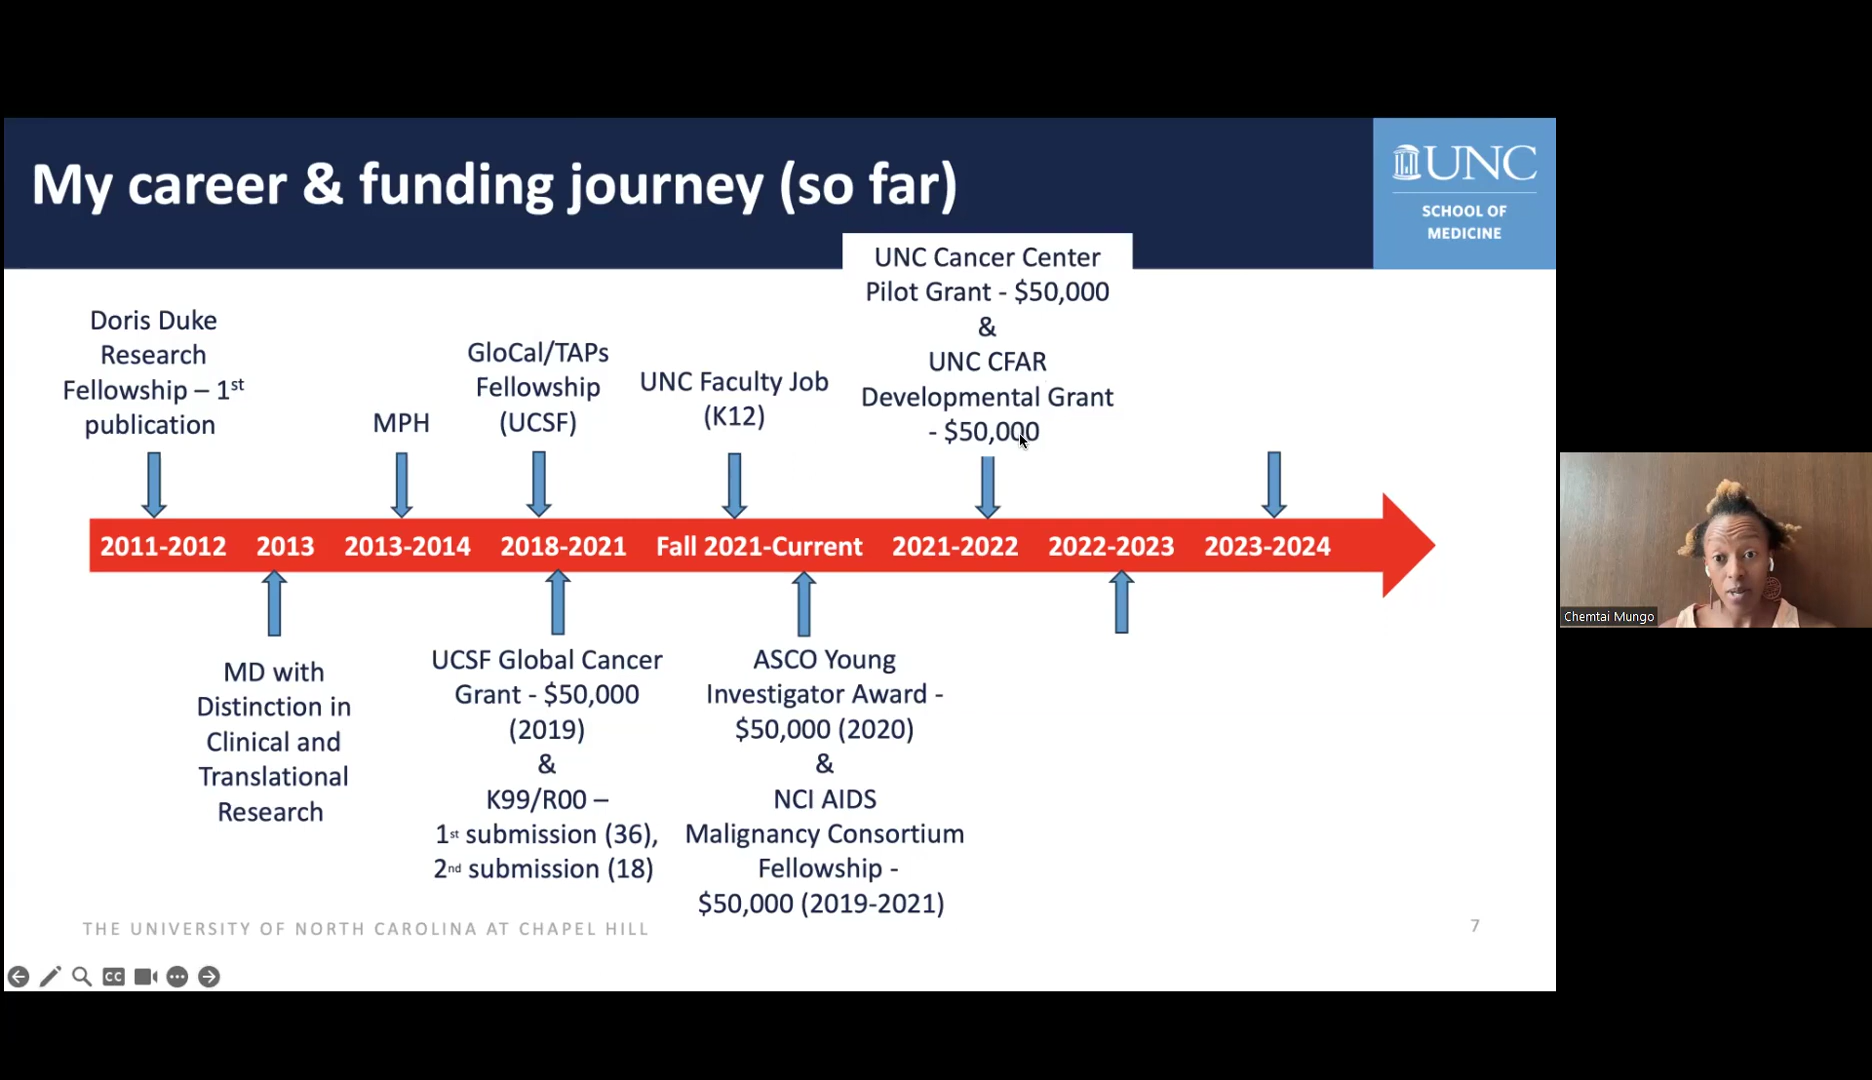 My career & funding journey (so far)
UNC
SCHOOL OF
MEDICINE
Doris Duke
Research
Fellowship – 1st
publication
MPH
GloCal/TAPs
Fellowship
(UCSF)
UNC Faculty Job
(K12)
UNC Cancer Center
Pilot Grant - $50,000
&
UNC CFAR
Developmental Grant
- $50,000
2011-2012 2013 2013-2014 2018-2021 Fall 2021-Current 2021-2022 2022-2023 2023-2024
MD with
Distinction in
Clinical and
Translational
Research
UCSF Global Cancer
Grant - $50,000
(2019)
&
K99/R00 –
1st submission (36),
2nd submission (18)
ASCO Young
Investigator Award -
$50,000 (2020)
&
NCI AIDS
Malignancy Consortium
Fellowship -
$50,000 (2019-2021)
THE UNIVERSITY OF NORTH CAROLINA AT CHAPEL HILL
7
CC
Chemtai Mungo